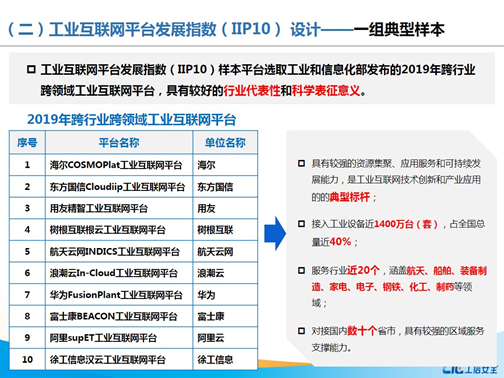 （二）工业互联网平台发展指数（IIP10） 设计——一组典型样本
工业互联网平台发展指数（IIP10）样本平台选取工业和信息化部发布的2019年跨行业
跨领域工业互联网平台，具有较好的行业代表性和科学表征意义。
2019年跨行业跨领域工业互联网平台
序号 平台名称 单位名称
1 海尔COSMOPlat工业互联网平台 海尔
2 东方国信Cloudiip工业互联网平台 东方国信
3 用友精智工业互联网平台 用友
4 树根互联根云工业互联网平台 树根互联
5 航天云网INDICS工业互联网平台 航天云网
6 浪潮云In-Cloud工业互联网平台 浪潮云
7 华为FusionPlant工业互联网平台 华为
8 富士康BEACON工业互联网平台 富士康
9 阿里supET工业互联网平台 阿里云
10 徐工信息汉云工业互联网平台 徐工信息
具有较强的资源集聚、应用服务和可持续发
展能力，是工业互联网技术创新和产业应用
的的典型标杆；
接入工业设备近1400万台（套），占全国总
量近40%；
服务行业近20个，涵盖航天、船舶、装备制
造、家电、电子、钢铁、化工、制药等领
域；
对接国内数十个省市，具有较强的区域服务
支撑能力。
CIC工信安全